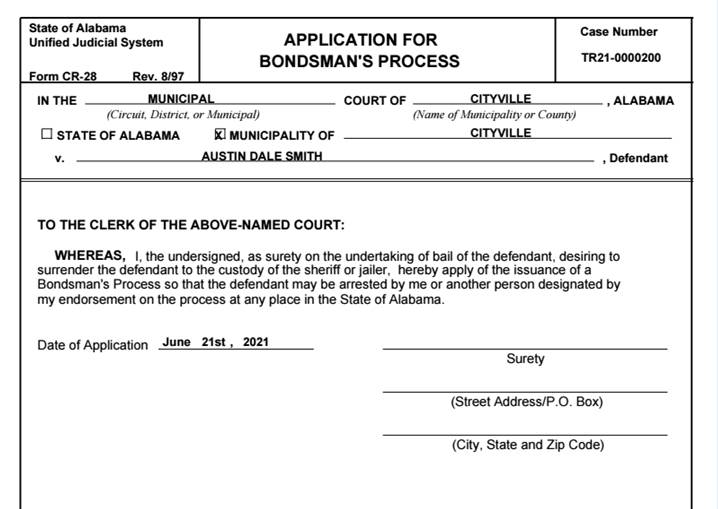 State of Alabama
Unified Judicial System
Form CR-28 Rev. 8/97
APPLICATION FOR
BONDSMAN'S PROCESS
Case Number
TR21-0000200
IN THE MUNICIPAL COURT OF CITYVILLE , ALABAMA
(Circuit, District, or Municipal) (Name of Municipality or County)
☐ STATE OF ALABAMA ☒ MUNICIPALITY OF CITYVILLE
v. AUSTIN DALE SMITH , Defendant
TO THE CLERK OF THE ABOVE-NAMED COURT:
WHEREAS, I, the undersigned, as surety on the undertaking of bail of the defendant, desiring to
surrender the defendant to the custody of the sheriff or jailer, hereby apply of the issuance of a
Bondsman's Process so that the defendant may be arrested by me or another person designated by
my endorsement on the process at any place in the State of Alabama.
Date of Application June 21st , 2021
Surety
(Street Address/P.O. Box)
(City, State and Zip Code)